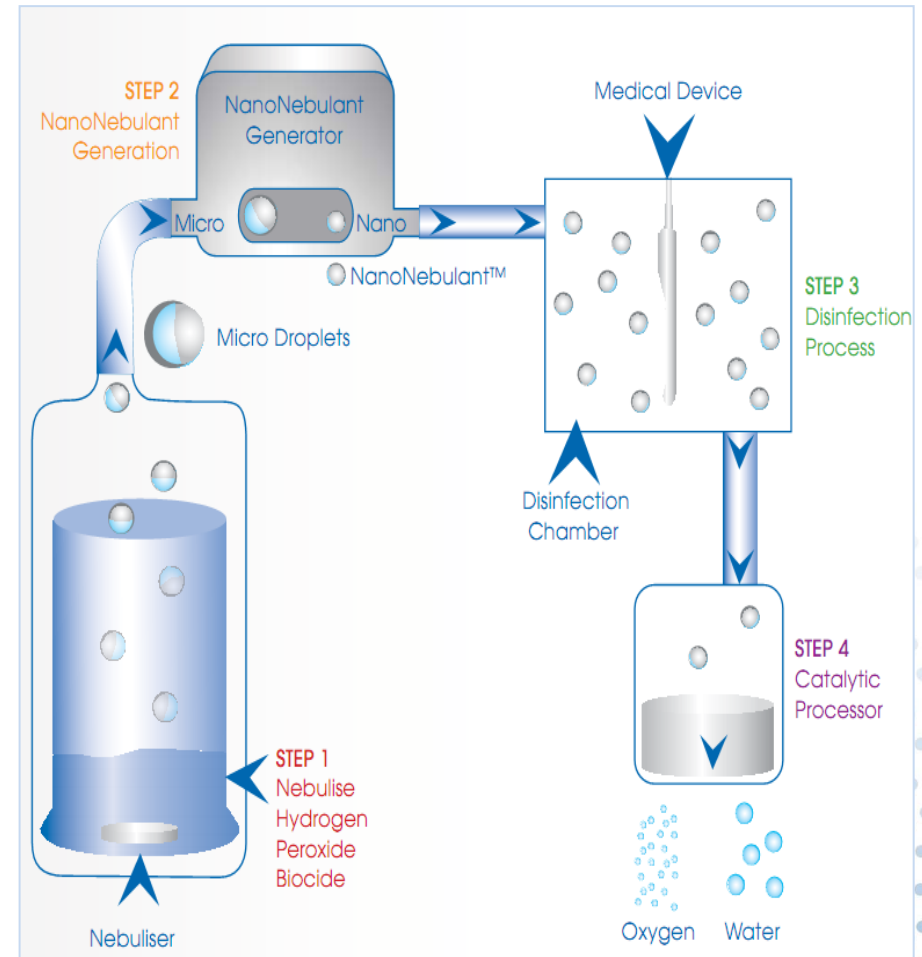 STEP 2
NanoNebulant
Generation
NanoNebulant
Generator
Micro
Nano
NanoNebulant™
Micro Droplets
Medical Device
STEP 3
Disinfection
Process
Disinfection
Chamber
STEP 1
Nebulise
Hydrogen
Peroxide
Biocide
Nebuliser
STEP 4
Catalytic
Processor
Oxygen
Water